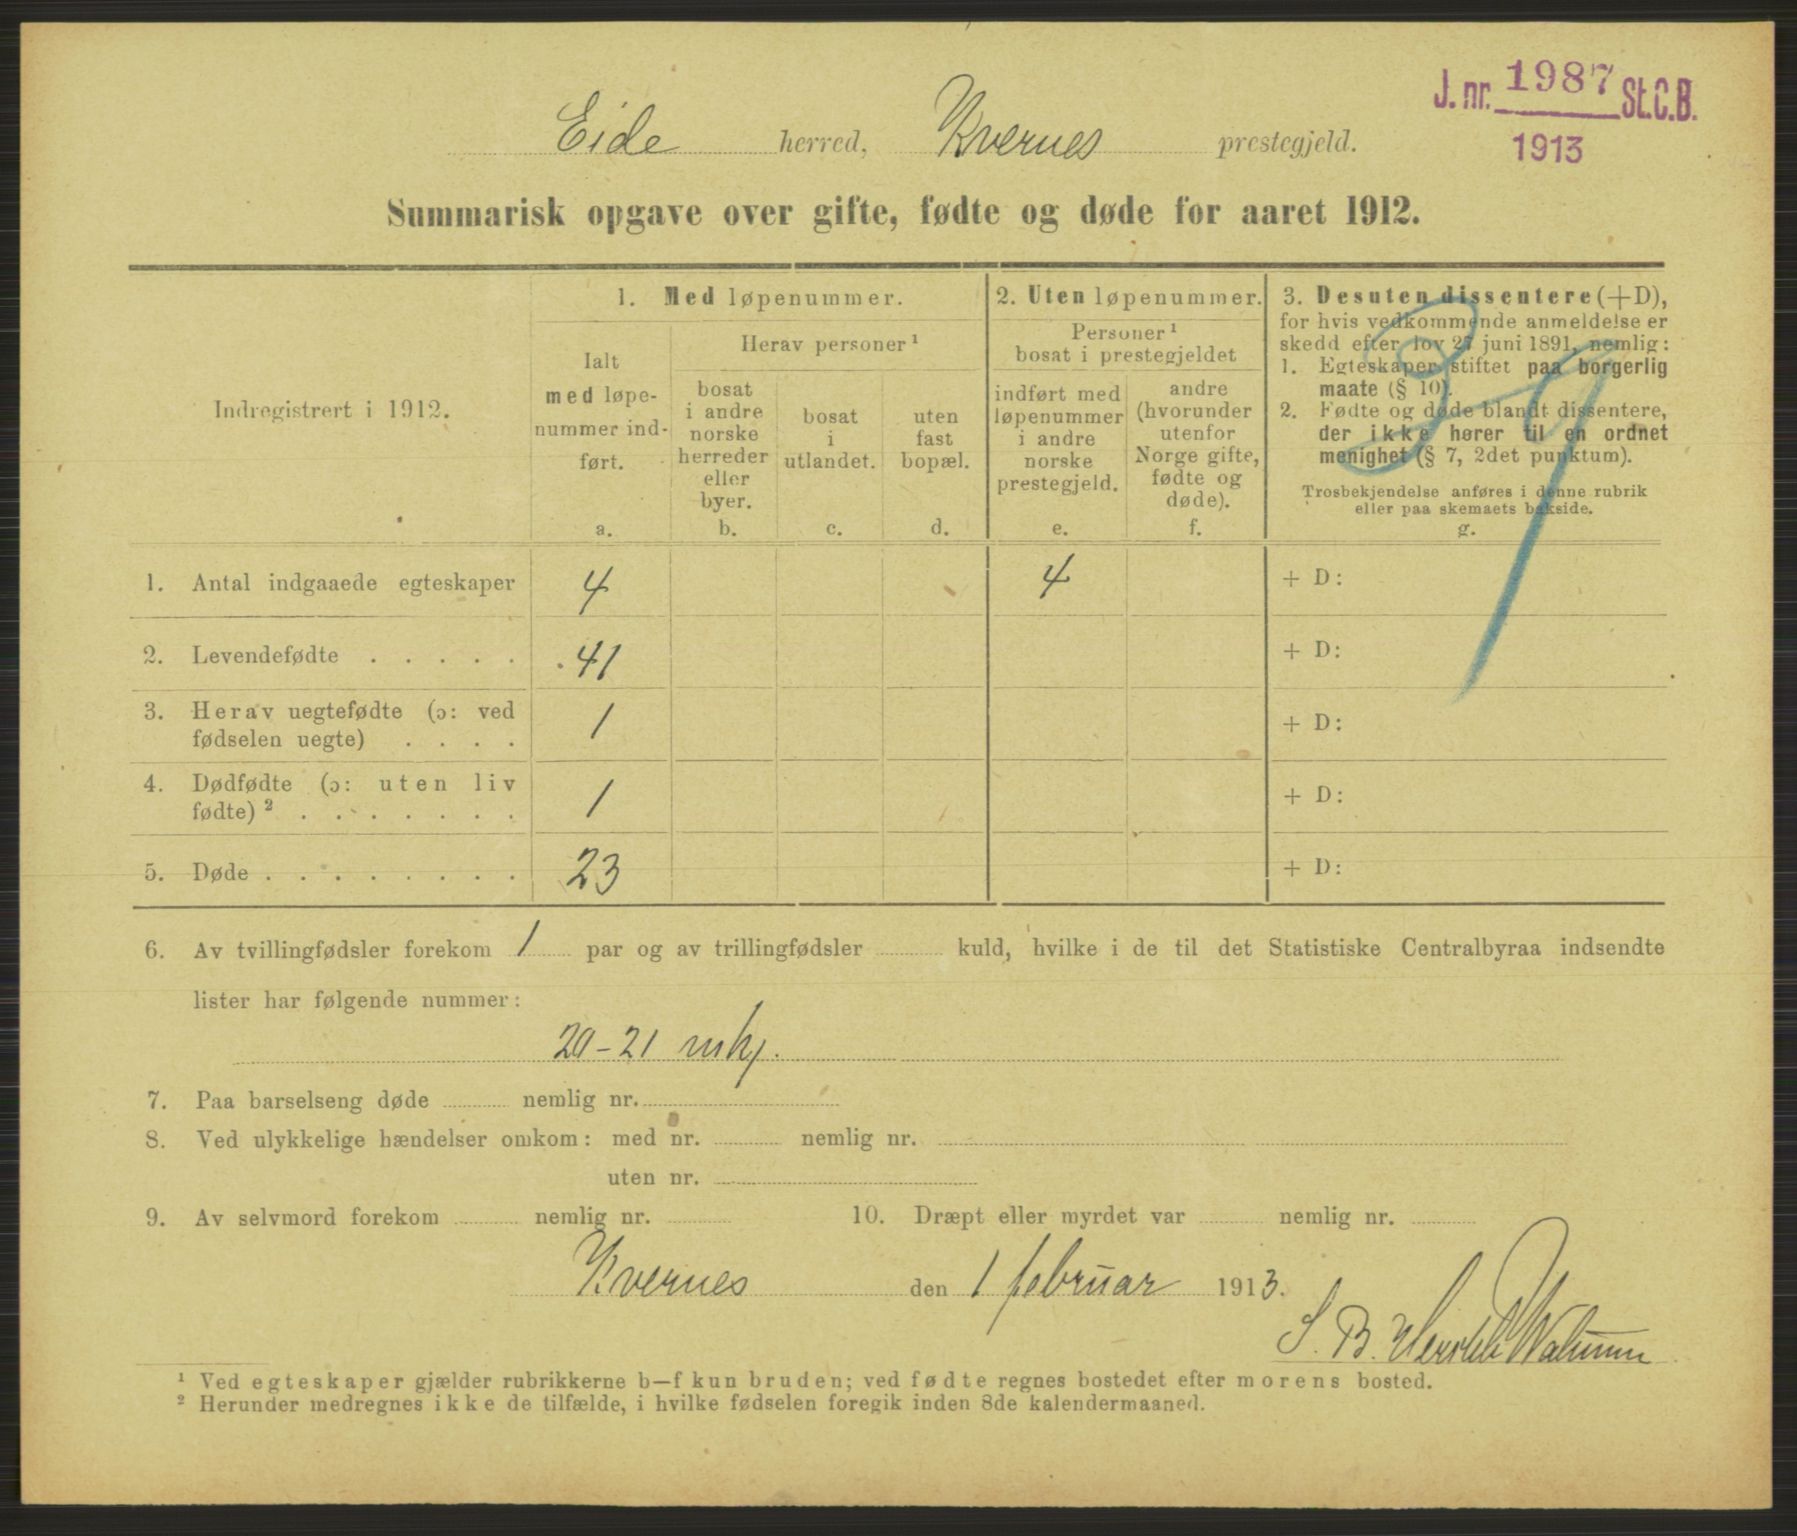 J. nr. 1987 St.C.B.
1913
Eide herred, Kvernes prestegjeld.
Summarisk opgave over gifte, fødte og døde for aaret 1912.
Indregistrert i 1912.
1. Med løpenummer.
Ialt
med løpe-
nummer ind-
ført.
a.
Herav personer¹
bosat
i andre
norske
herreder
eller
byer.
b.
bosat
i
utlandet.
c.
uten
fast
bopæl.
d.
2. Uten løpenummer.
Personer¹
bosat i prestegjeldet
indført med
løpenummer
i andre
norske
prestegjeld.
e.
andre
(hvorunder
utenfor
Norge gifte,
fødte og
døde).
f.
3. Desuten dissentere (+D),
for hvis vedkommende anmeldelse er
skedd efter lov 27 juni 1891, nemlig:
1. Egteskaper stiftet paa borgerlig
maate (§ 10).
2. Fødte og døde blandt dissentere,
der ikke hører til en ordnet
menighet (§ 7, 2det punktum).
Trosbekjendelse anføres i denne rubrik
eller paa skemaets bakside.
g.
1. Antal indgaaede egteskaper 4 4 + D:
2. Levendefødte . . . . . 41 + D:
3. Herav uegtefødte (ɔ: ved
fødselen uegte) . . . . 1 + D:
4. Dødfødte (ɔ: uten liv
fødte)² . . . . . . . 1 + D:
5. Døde . . . . . . . . 23 + D:
6. Av tvillingfødsler forekom 1 par og av trillingfødsler kuld, hvilke i de til det Statistiske Centralbyraa indsendte
lister har følgende nummer:
20-21 mkj.
7. Paa barselseng døde nemlig nr.
8. Ved ulykkelige hændelser omkom: med nr. nemlig nr.
uten nr.
9. Av selvmord forekom nemlig nr. 10. Dræpt eller myrdet var nemlig nr.
Kvernes den 1 februar 1913.
S. B. Hersleb Walnum
¹ Ved egteskaper gjælder rubrikkerne b—f kun bruden; ved fødte regnes bostedet efter morens bosted.
² Herunder medregnes ikke de tilfælde, i hvilke fødselen foregik inden 8de kalendermaaned.